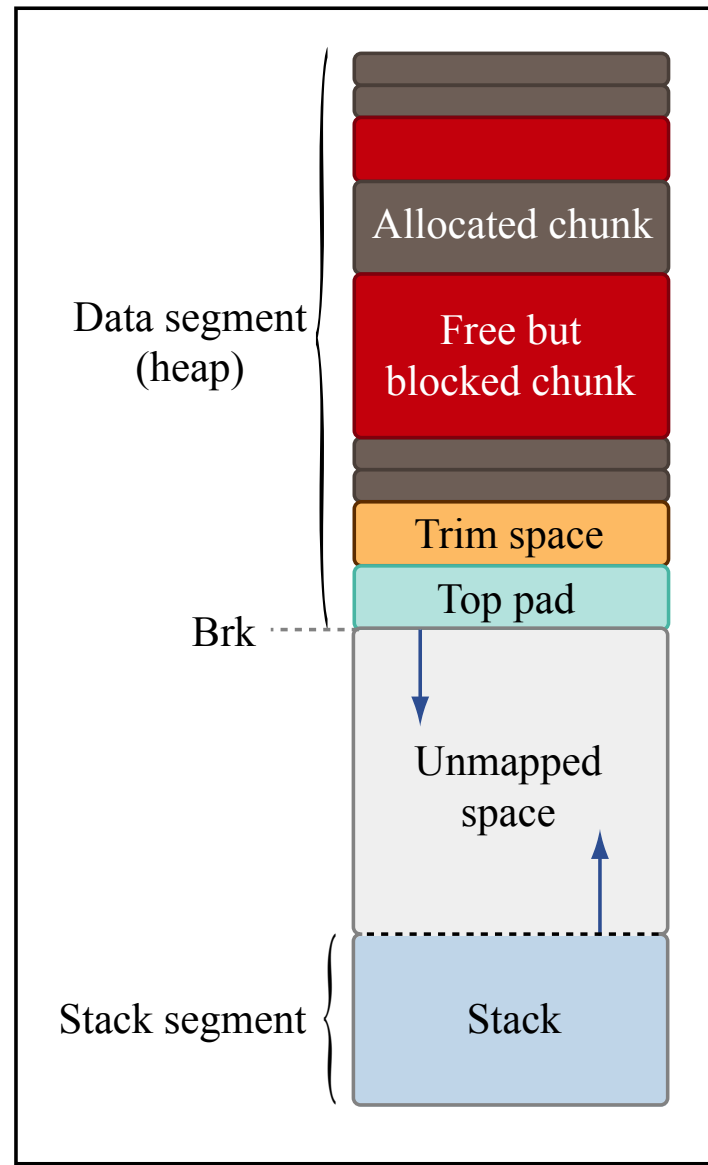 Allocated chunk
Data segment
(heap)
Free but
blocked chunk
Trim space
Top pad
Brk
Unmapped
space
Stack segment
Stack